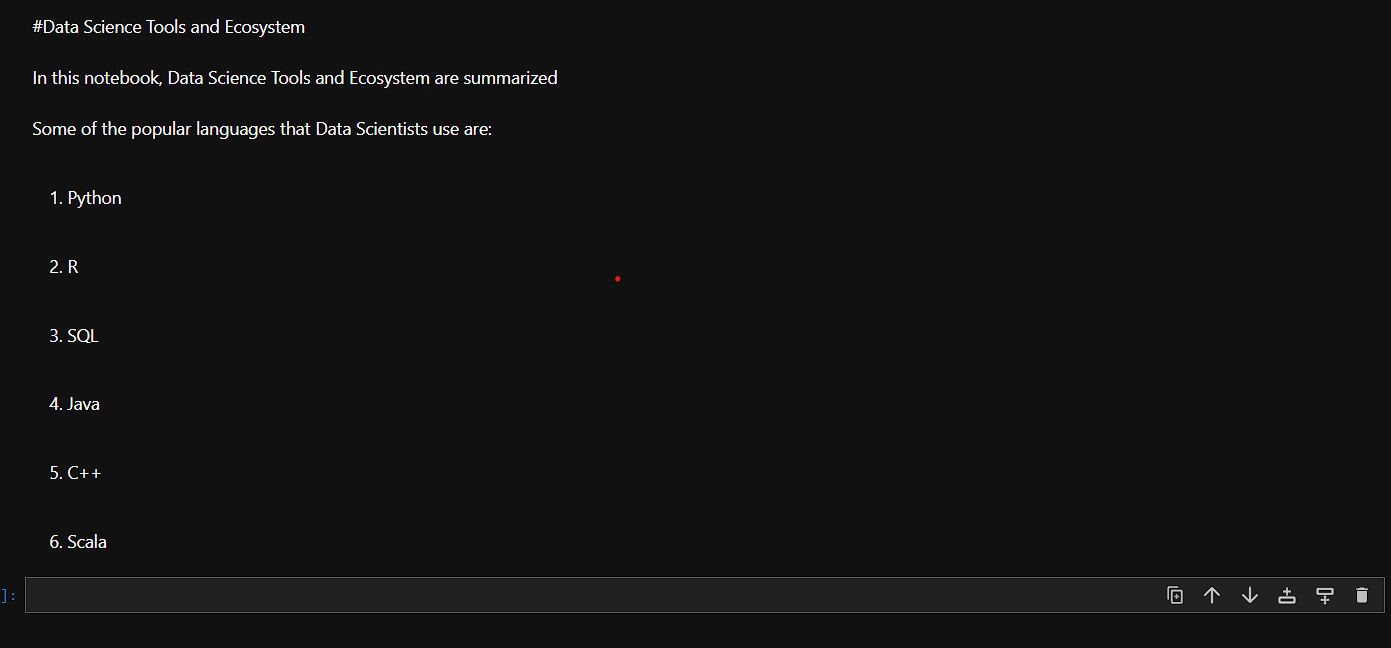 #Data Science Tools and Ecosystem
In this notebook, Data Science Tools and Ecosystem are summarized
Some of the popular languages that Data Scientists use are:
1. Python
2. R
3. SQL
4. Java
5. C++
6. Scala
]: